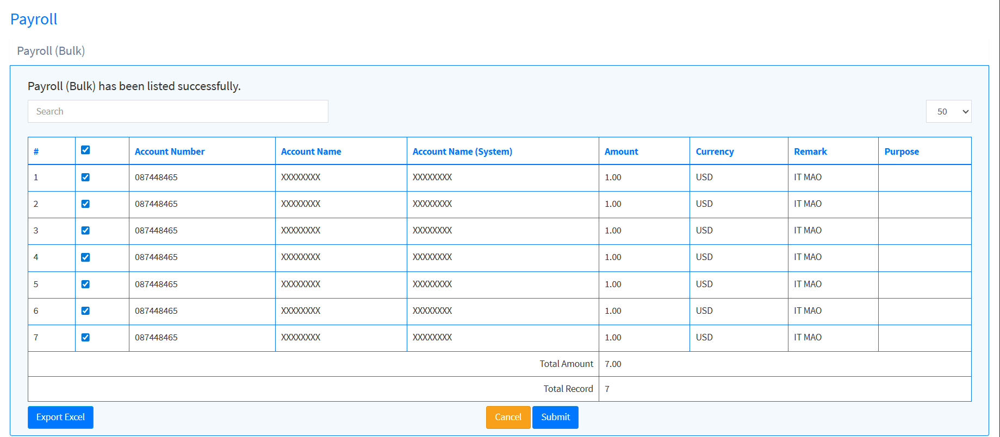 Payroll
Payroll (Bulk)
Payroll (Bulk) has been listed successfully.
Search 50
# Account Number Account Name Account Name (System) Amount Currency Remark Purpose
1 087448465 XXXXXXXX XXXXXXXX 1.00 USD IT MAO
2 087448465 XXXXXXXX XXXXXXXX 1.00 USD IT MAO
3 087448465 XXXXXXXX XXXXXXXX 1.00 USD IT MAO
4 087448465 XXXXXXXX XXXXXXXX 1.00 USD IT MAO
5 087448465 XXXXXXXX XXXXXXXX 1.00 USD IT MAO
6 087448465 XXXXXXXX XXXXXXXX 1.00 USD IT MAO
7 087448465 XXXXXXXX XXXXXXXX 1.00 USD IT MAO
Total Amount 7.00
Total Record 7
Export Excel Cancel Submit